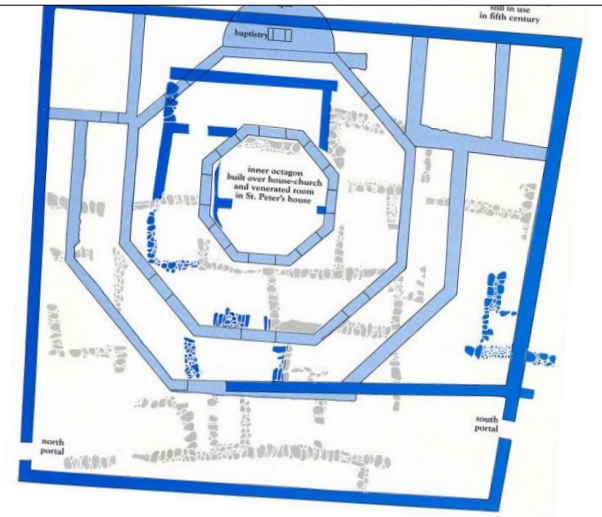 still in use
in fifth century
baptistry
inner octagon
built over house-church
and venerated room
in St. Peter's house
south
portal
north
portal